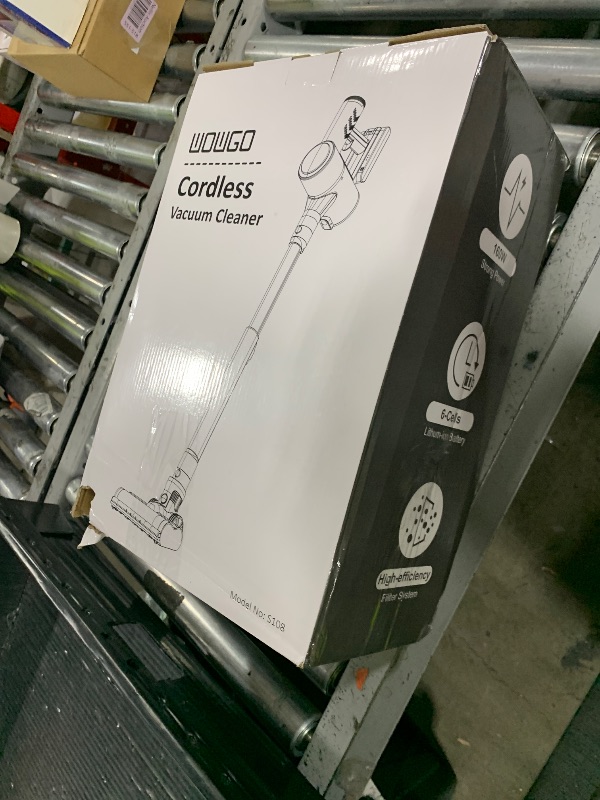 WOWGO
Cordless
Vacuum Cleaner
Model No: S108
160W
Strong Power
6-Cells
Lithium-ion Battery
High-efficiency
Filter System